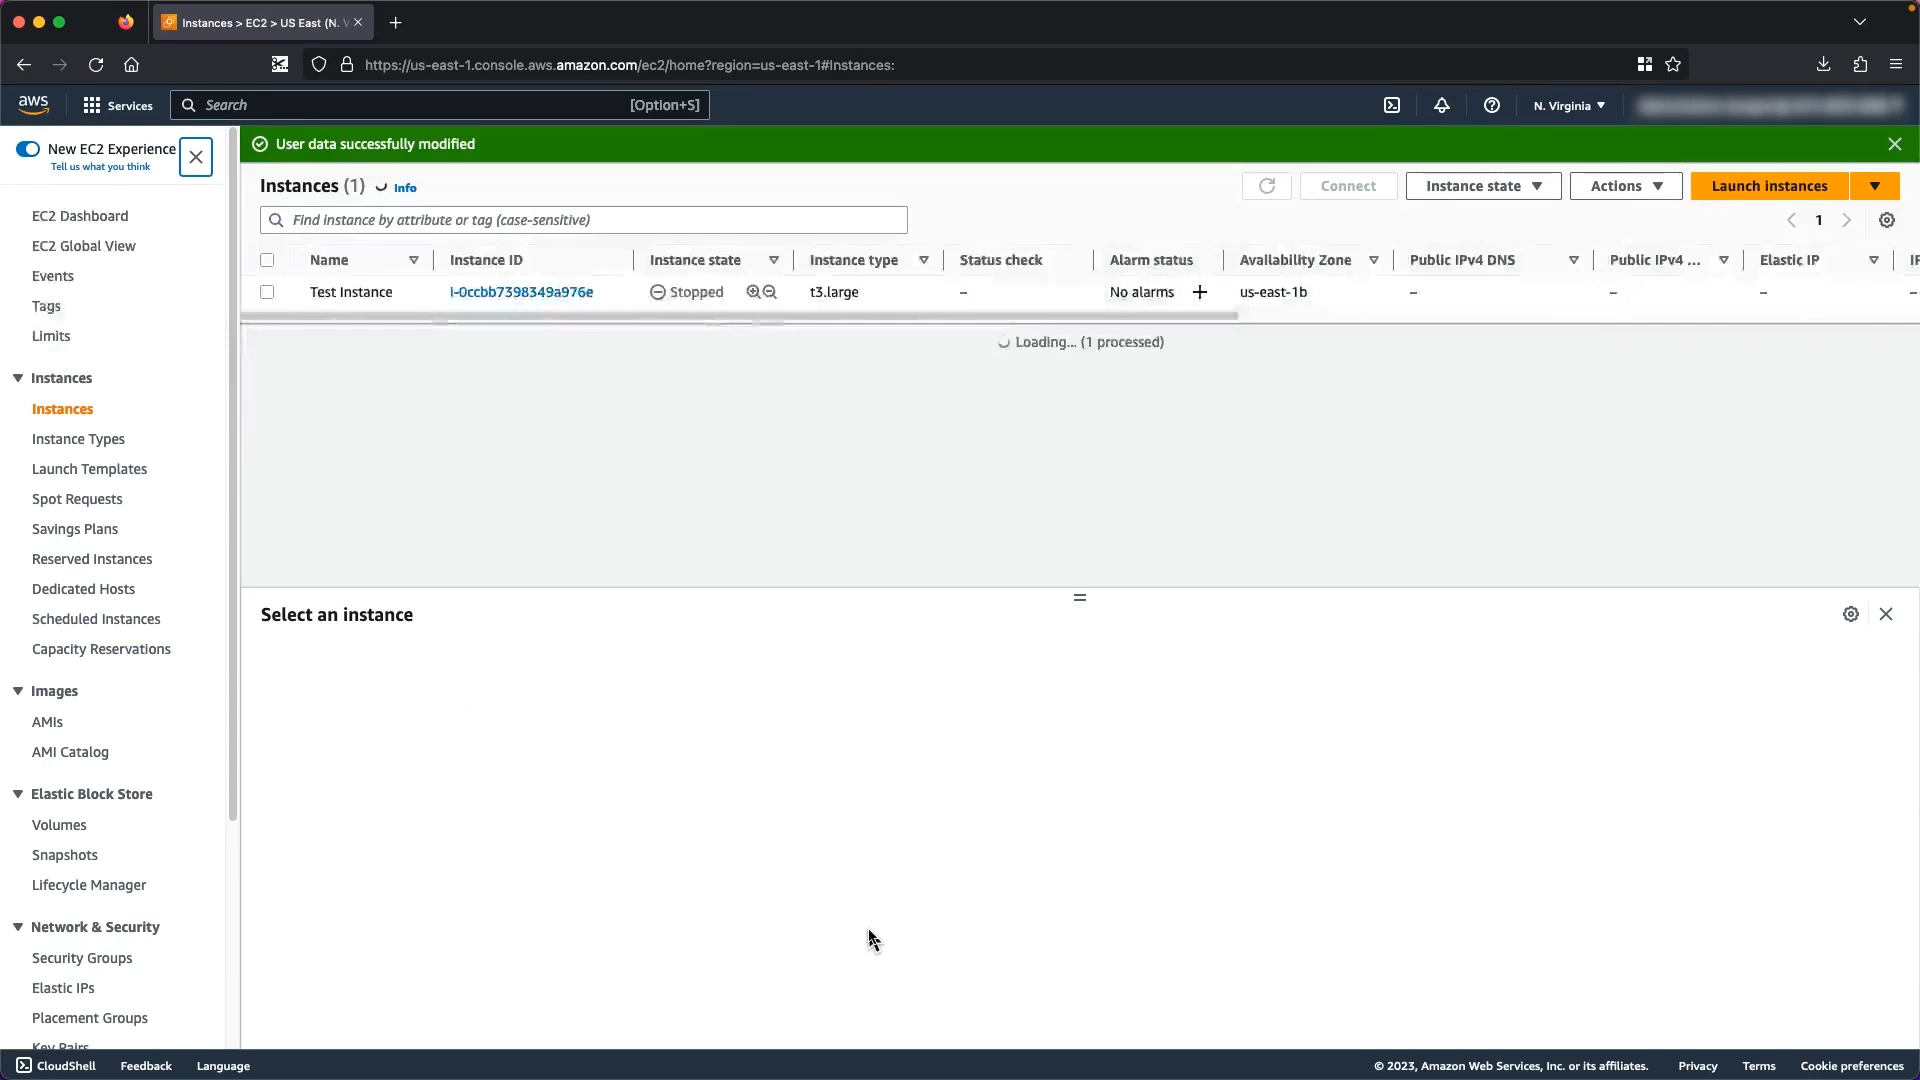 Instances > EC2 > US East (N. V
https://us-east-1.console.aws.amazon.com/ec2/home?region=us-east-1#Instances:
aws
Services
Search
[Option+S]
N. Virginia
New EC2 Experience
Tell us what you think
User data successfully modified
EC2 Dashboard
EC2 Global View
Events
Tags
Limits
Instances
Instances
Instance Types
Launch Templates
Spot Requests
Savings Plans
Reserved Instances
Dedicated Hosts
Scheduled Instances
Capacity Reservations
Images
AMIs
AMI Catalog
Elastic Block Store
Volumes
Snapshots
Lifecycle Manager
Network & Security
Security Groups
Elastic IPs
Placement Groups
Key Pairs
Instances (1) Info
Connect
Instance state
Actions
Launch instances
Find instance by attribute or tag (case-sensitive)
1
Name Instance ID Instance state Instance type Status check Alarm status Availability Zone Public IPv4 DNS Public IPv4 ... Elastic IP
Test Instance i-0ccbb7398349a976e Stopped t3.large – No alarms + us-east-1b – – – –
Loading... (1 processed)
Select an instance
CloudShell Feedback Language © 2023, Amazon Web Services, Inc. or its affiliates. Privacy Terms Cookie preferences